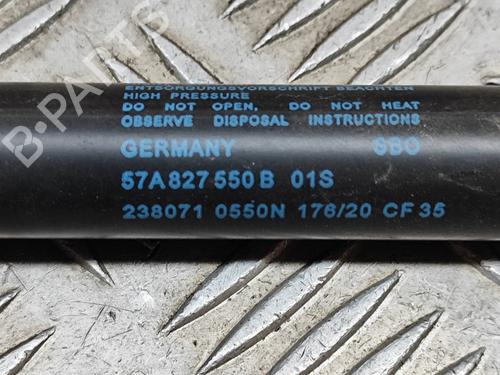 B-PARTS
ENTSORGUNGSVORSCHRIFT BEACHTEN
HIGH PRESSURE
DO NOT OPEN, DO NOT HEAT
OBSERVE DISPOSAL INSTRUCTIONS
GERMANY SBO
57A 827 550 B 01S
238071 0550N 176/20 CF 35